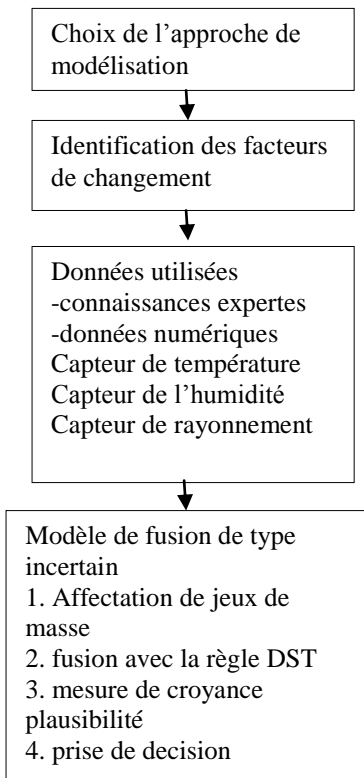 Choix de l’approche de
modélisation
Identification des facteurs
de changement
Données utilisées
-connaissances expertes
-données numériques
Capteur de température
Capteur de l’humidité
Capteur de rayonnement
Modèle de fusion de type
incertain
1. Affectation de jeux de
masse
2. fusion avec la règle DST
3. mesure de croyance
plausibilité
4. prise de decision